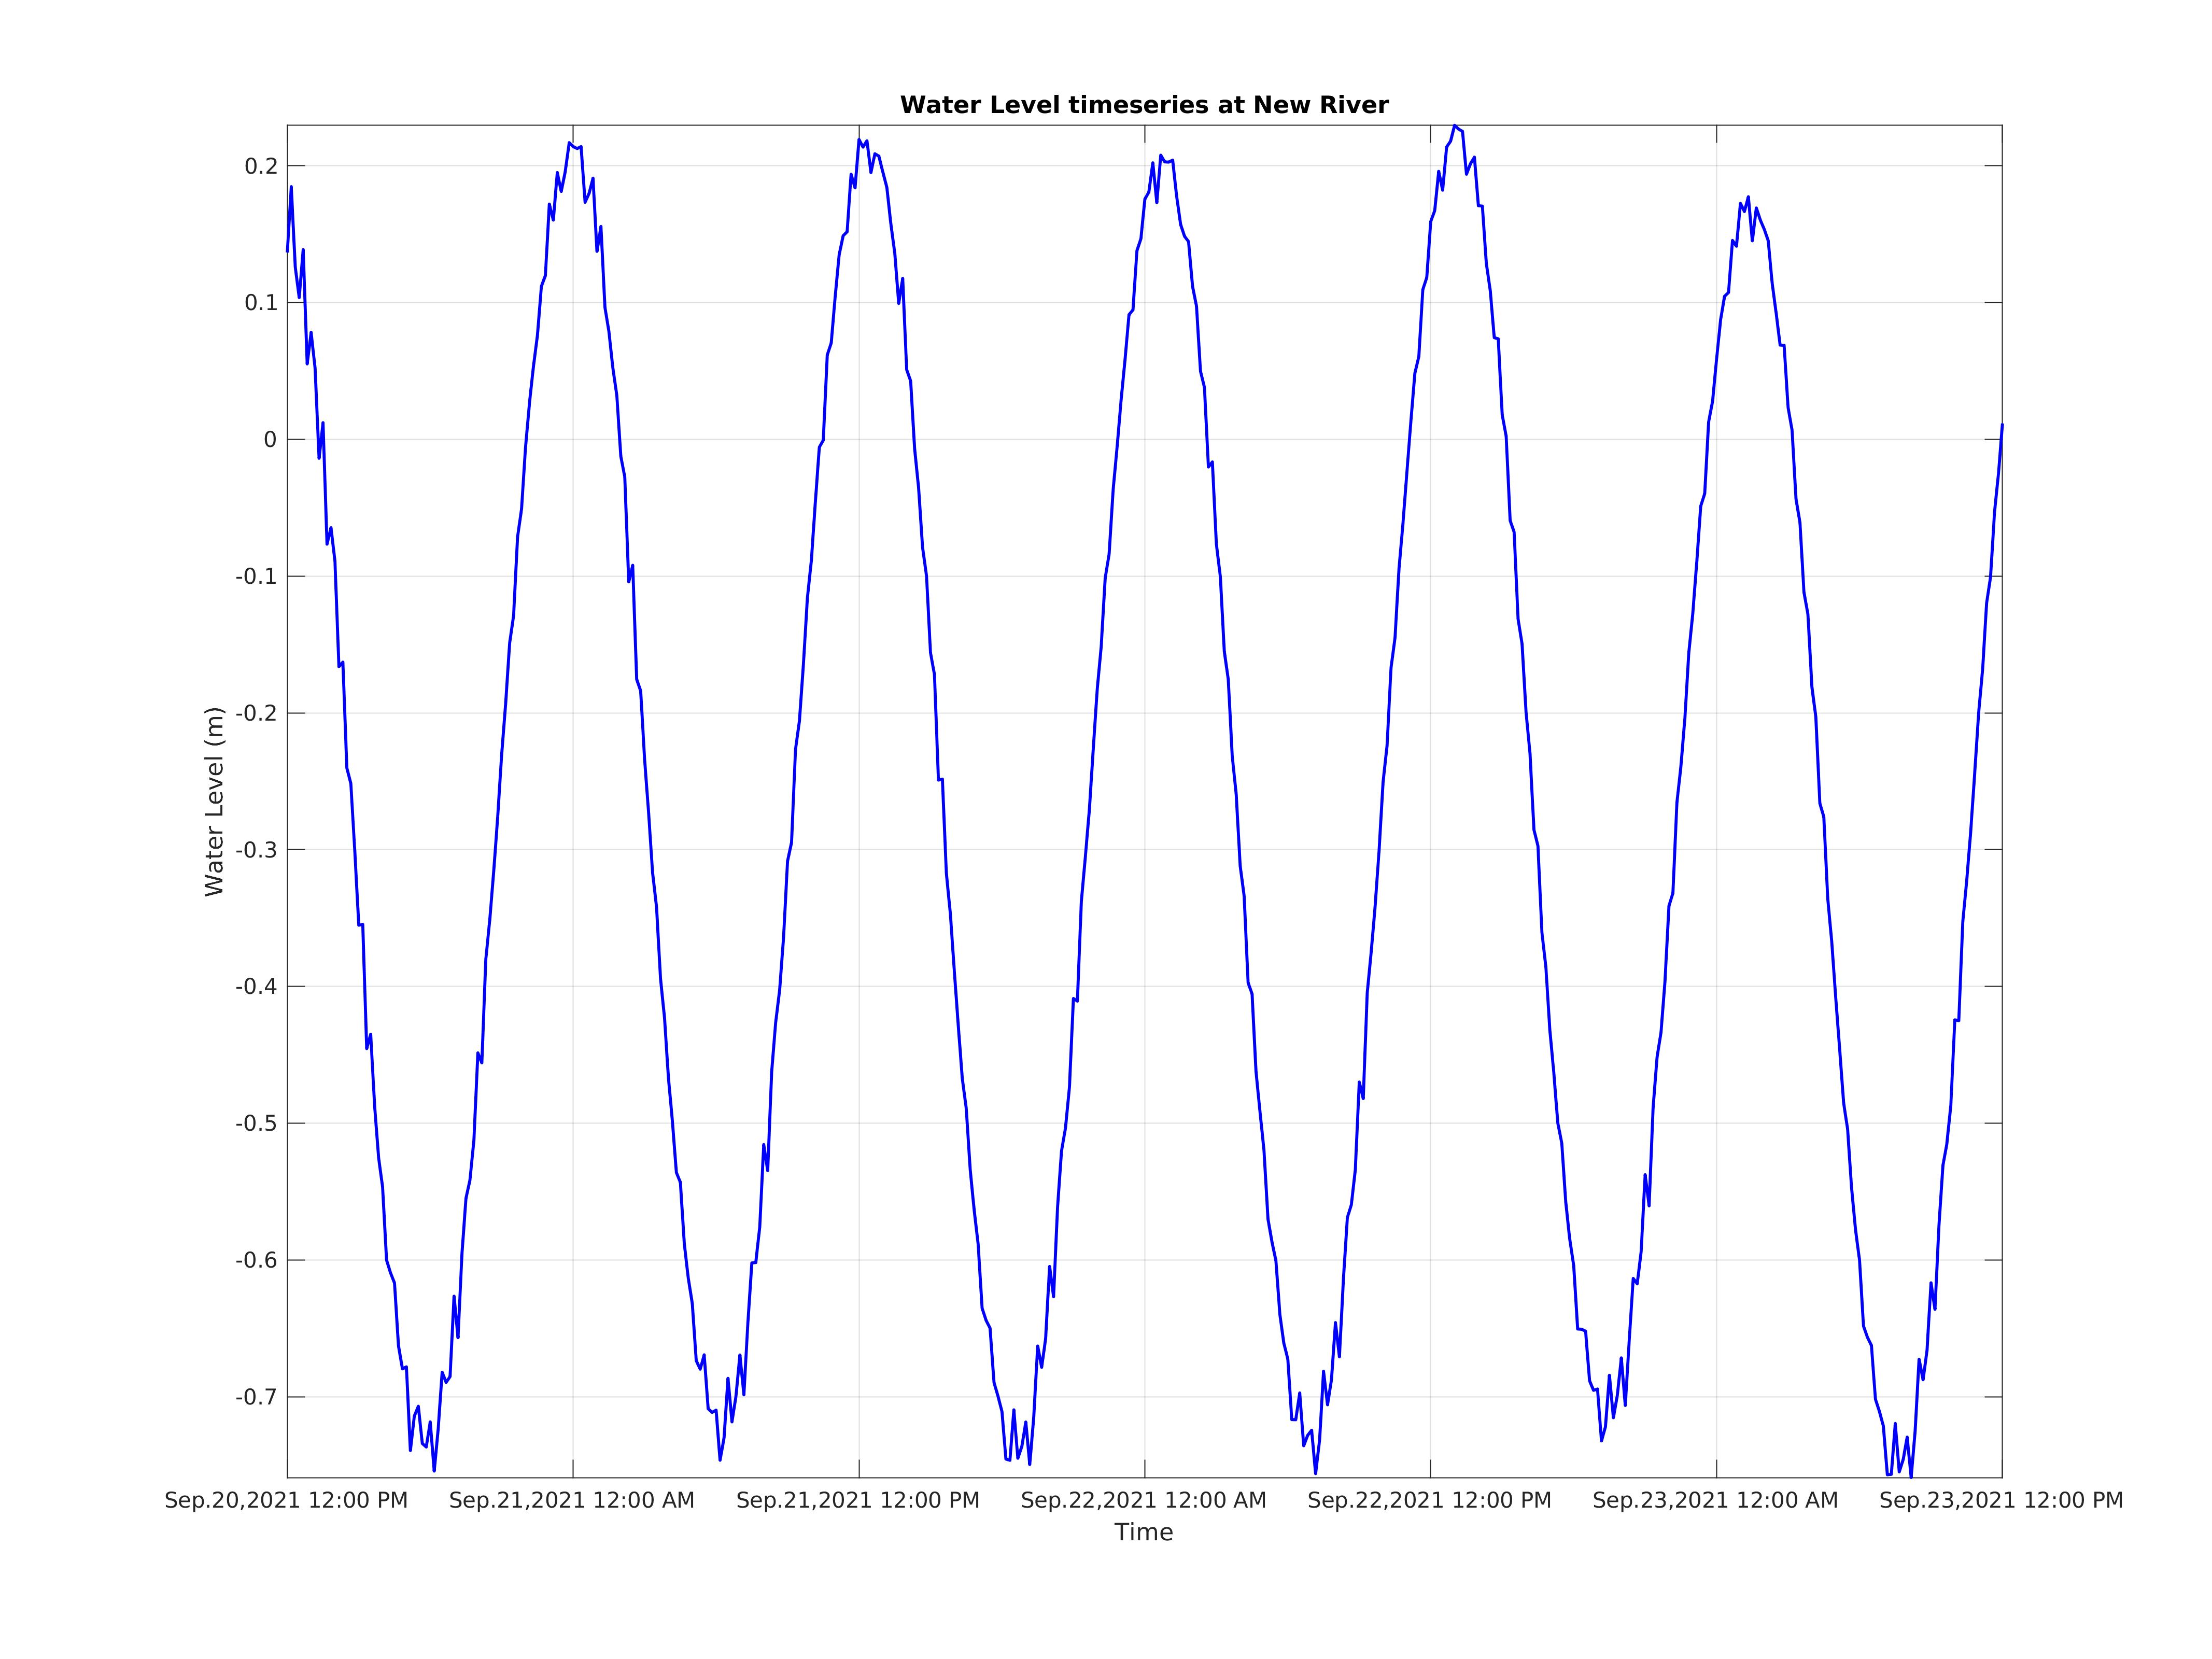 Water Level timeseries at New River
0.2
0.1
0
-0.1
-0.2
-0.3
-0.4
-0.5
-0.6
-0.7
Water Level (m)
Sep.20,2021 12:00 PM
Sep.21,2021 12:00 AM
Sep.21,2021 12:00 PM
Sep.22,2021 12:00 AM
Sep.22,2021 12:00 PM
Sep.23,2021 12:00 AM
Sep.23,2021 12:00 PM
Time